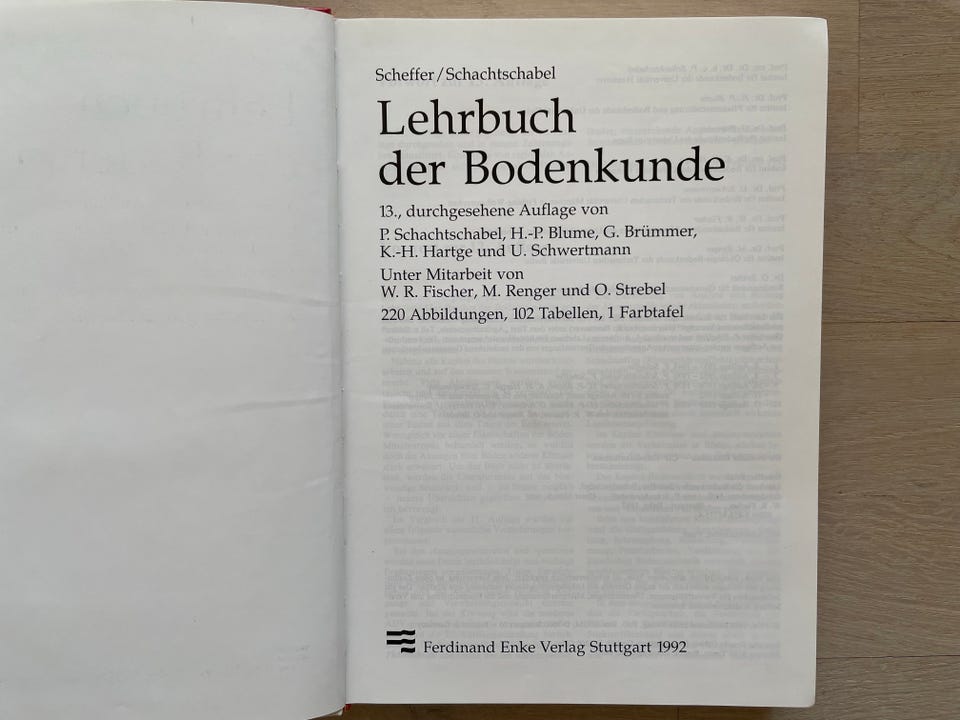 Scheffer/Schachtschabel
Lehrbuch
der Bodenkunde
13., durchgesehene Auflage von
P. Schachtschabel, H.-P. Blume, G. Brümmer,
K.-H. Hartge und U. Schwertmann
Unter Mitarbeit von
W. R. Fischer, M. Renger und O. Strebel
220 Abbildungen, 102 Tabellen, 1 Farbtafel
Ferdinand Enke Verlag Stuttgart 1992